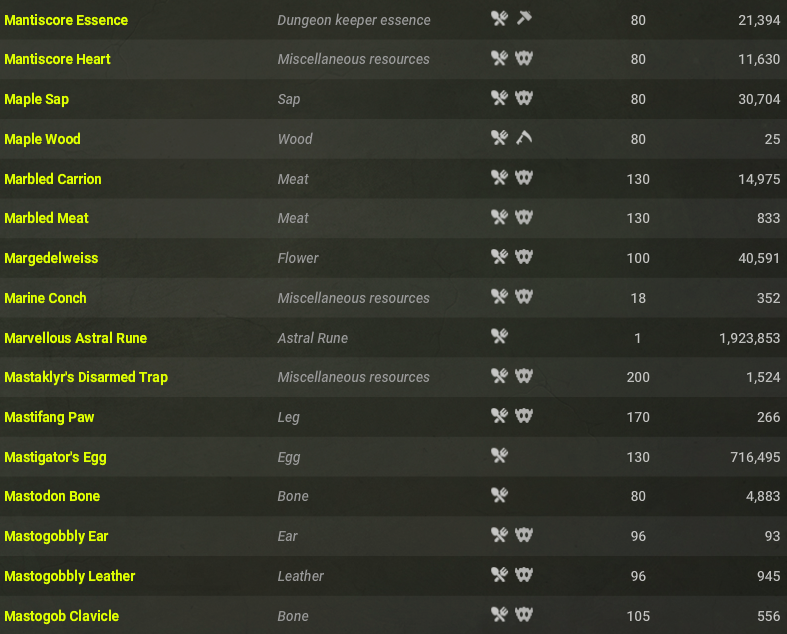 Mantiscore Essence Dungeon keeper essence 80 21,394
Mantiscore Heart Miscellaneous resources 80 11,630
Maple Sap Sap 80 30,704
Maple Wood Wood 80 25
Marbled Carrion Meat 130 14,975
Marbled Meat Meat 130 833
Margedelweiss Flower 100 40,591
Marine Conch Miscellaneous resources 18 352
Marvellous Astral Rune Astral Rune 1 1,923,853
Mastaklyr's Disarmed Trap Miscellaneous resources 200 1,524
Mastifang Paw Leg 170 266
Mastigator's Egg Egg 130 716,495
Mastodon Bone Bone 80 4,883
Mastogobbly Ear Ear 96 93
Mastogobbly Leather Leather 96 945
Mastogob Clavicle Bone 105 556